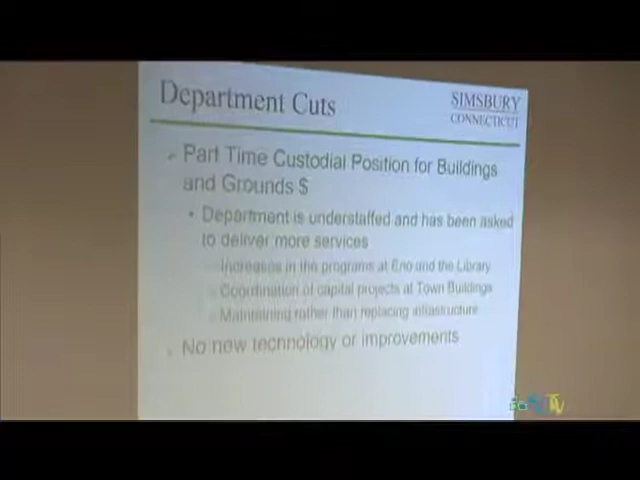 Department Cuts
SIMSBURY
CONNECTICUT
Part Time Custodial Position for Buildings
and Grounds $
• Department is understaffed and has been asked
to deliver more services
– Increases in the programs at Eno and the Library
– Coordination of capital projects at Town Buildings
– Maintaining rather than replacing infrastructure
No new technology or improvements